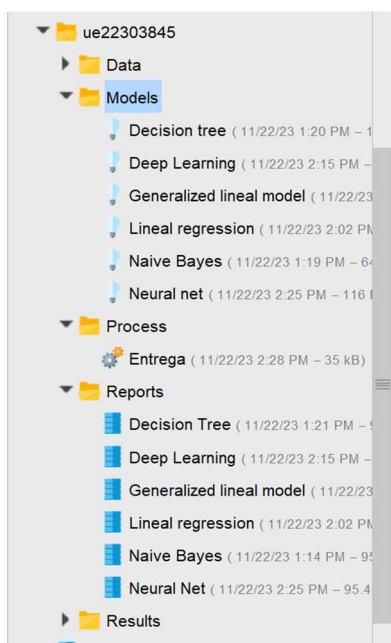 ue22303845
Data
Models
Decision tree ( 11/22/23 1:20 PM – 1
Deep Learning ( 11/22/23 2:15 PM –
Generalized lineal model ( 11/22/23
Lineal regression ( 11/22/23 2:02 PM
Naive Bayes ( 11/22/23 1:19 PM – 64
Neural net ( 11/22/23 2:25 PM – 116
Process
Entrega ( 11/22/23 2:28 PM – 35 kB)
Reports
Decision Tree ( 11/22/23 1:21 PM – 9
Deep Learning ( 11/22/23 2:15 PM –
Generalized lineal model ( 11/22/23
Lineal regression ( 11/22/23 2:02 PM
Naive Bayes ( 11/22/23 1:14 PM – 95
Neural Net ( 11/22/23 2:25 PM – 95.4
Results